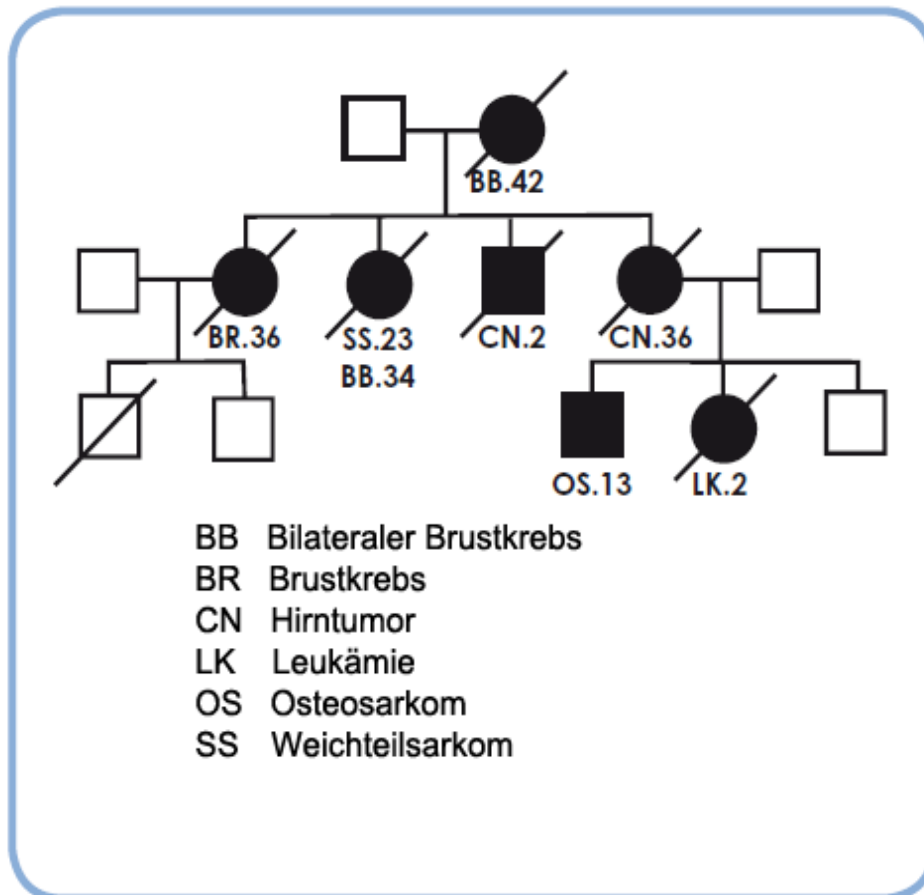 BB.42
BR.36 SS.23 CN.2 CN.36
BB.34
OS.13 LK.2
BB Bilateraler Brustkrebs
BR Brustkrebs
CN Hirntumor
LK Leukämie
OS Osteosarkom
SS Weichteilsarkom